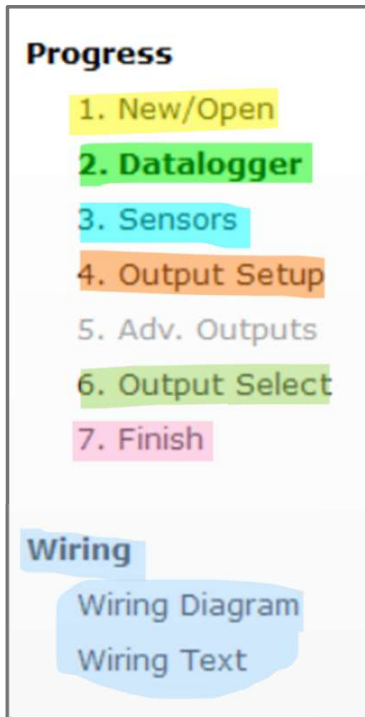 Progress
1. New/Open
2. Datalogger
3. Sensors
4. Output Setup
5. Adv. Outputs
6. Output Select
7. Finish
Wiring
Wiring Diagram
Wiring Text